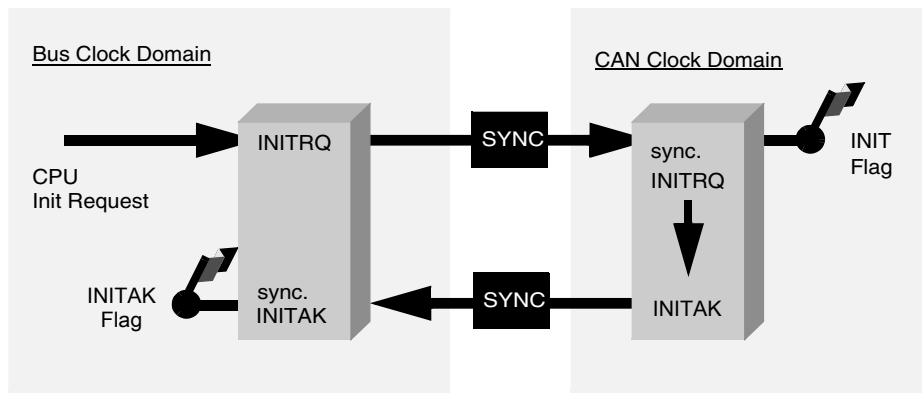 Bus Clock Domain
CAN Clock Domain
INITRQ
SYNC
sync.
INITRQ
INIT
Flag
CPU
Init Request
INITAK
Flag
sync.
INITAK
SYNC
INITAK